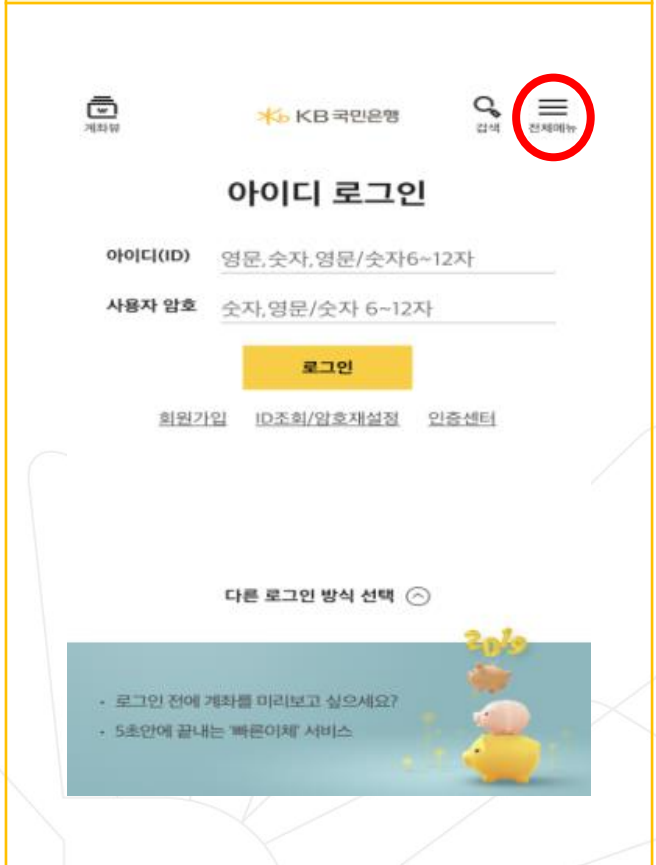 계좌뷰
KB 국민은행
검색
전체메뉴
아이디 로그인
아이디(ID) 영문,숫자,영문/숫자6~12자
사용자 암호 숫자,영문/숫자 6~12자
로그인
회원가입 ID조회/암호재설정 인증센터
다른 로그인 방식 선택
2019
• 로그인 전에 계좌를 미리보고 싶으세요?
• 5초안에 끝내는 '빠른이체' 서비스